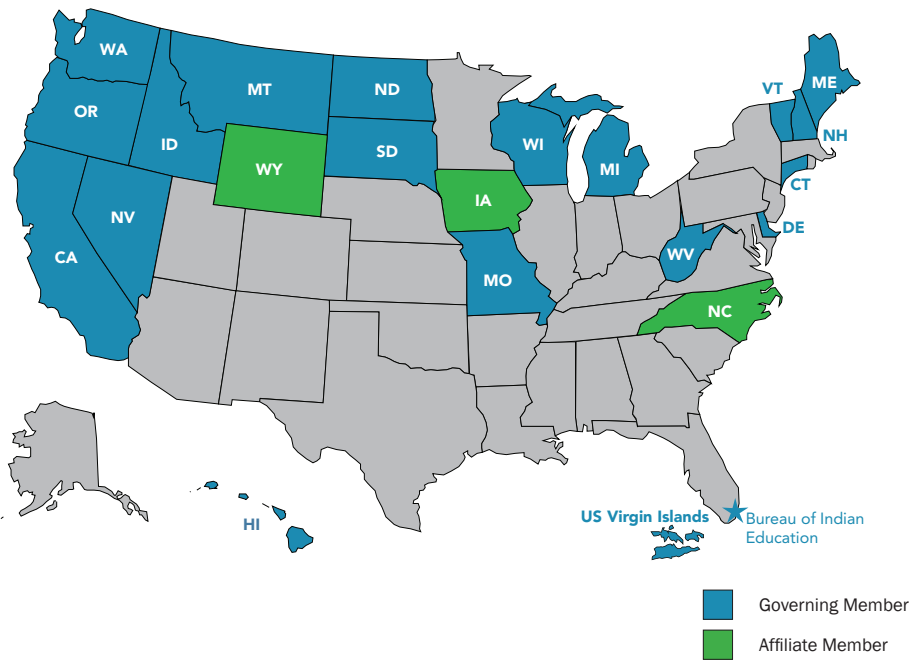 WA
MT
ND
OR
ID
SD
WI
MI
VT
ME
NH
CT
WY
IA
NV
CA
MO
WV
DE
NC
HI
US Virgin Islands
Bureau of Indian
Education
Governing Member
Affiliate Member